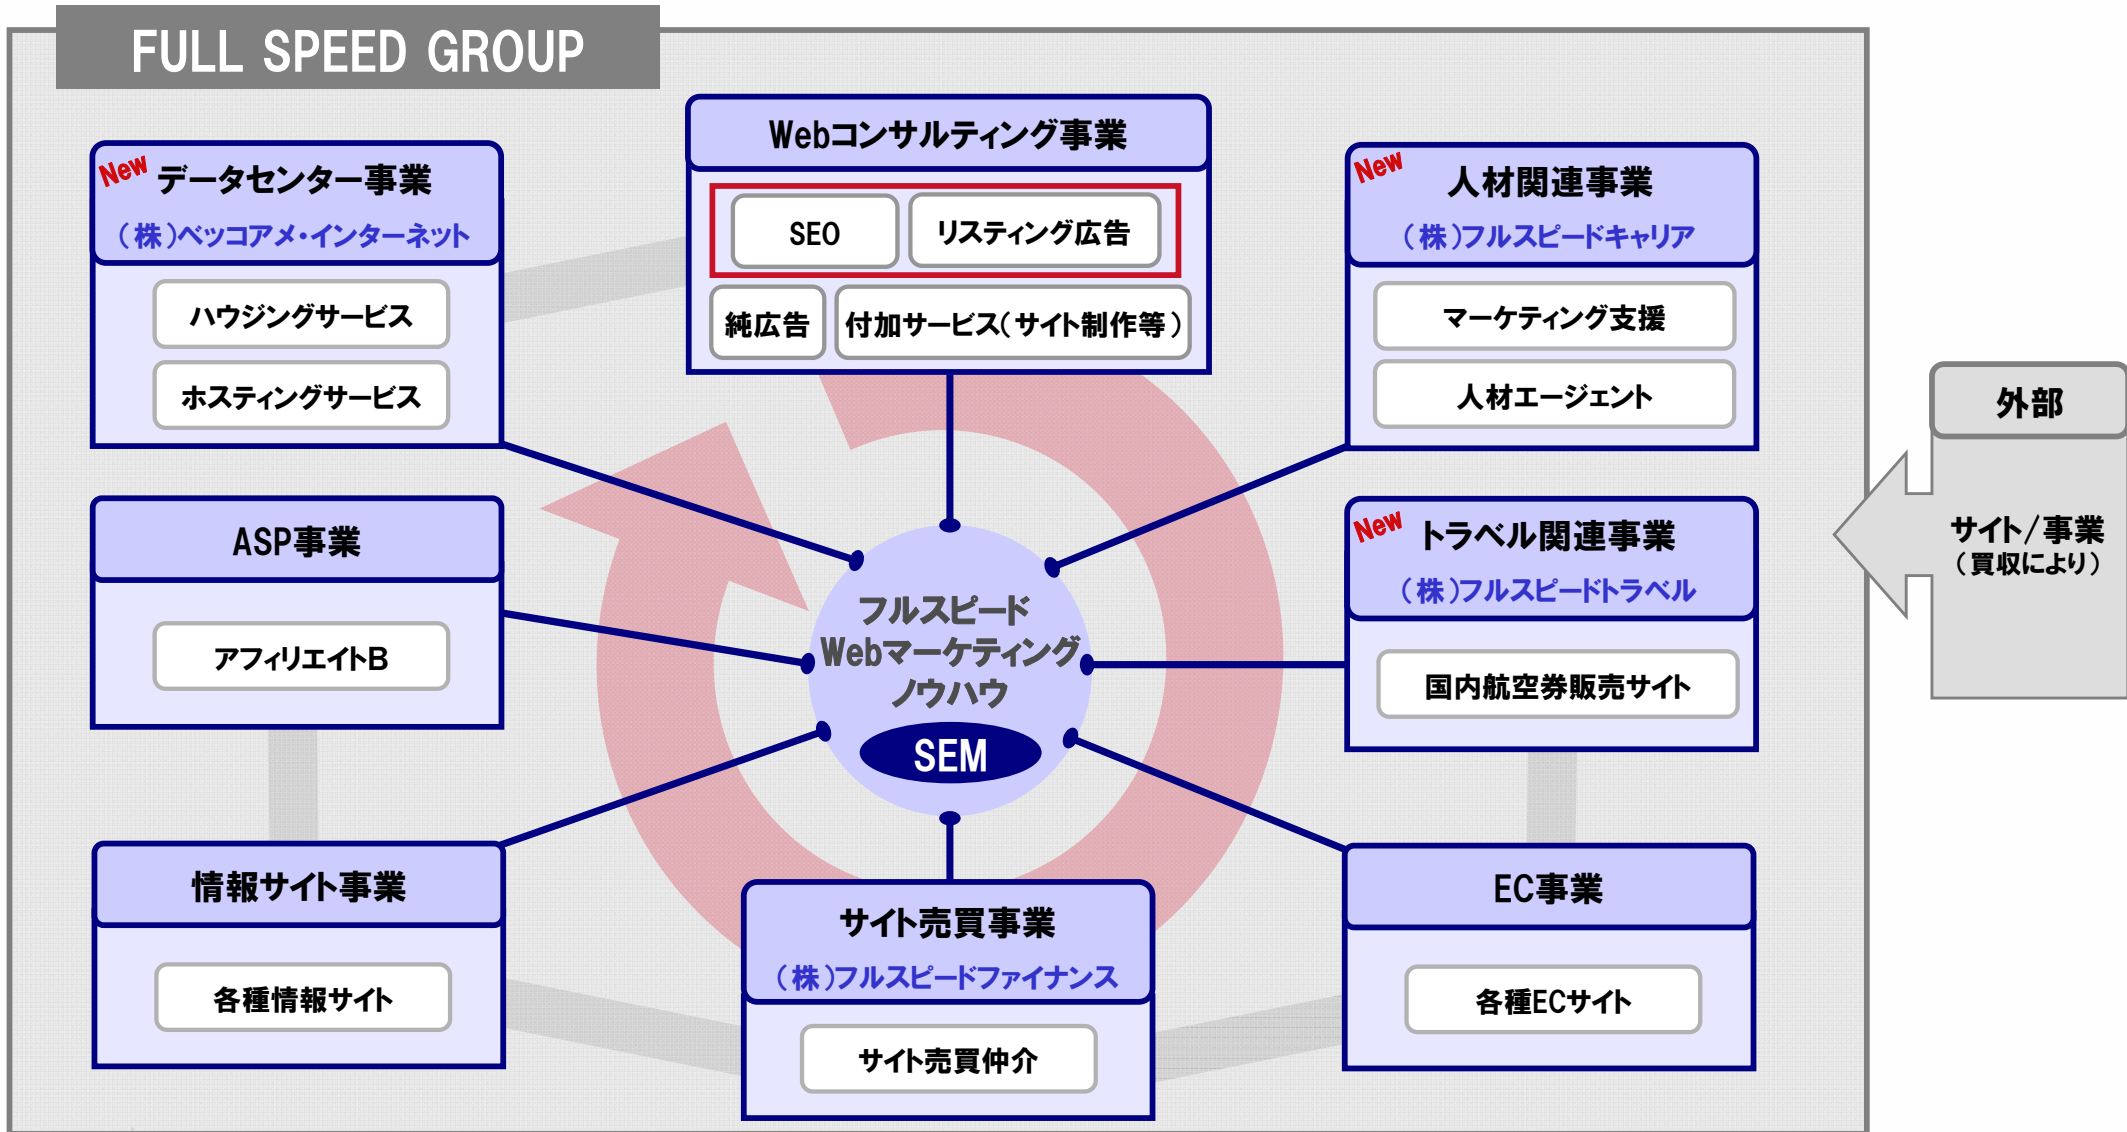 FULL SPEED GROUP
Webコンサルティング事業
SEO
リスティング広告
純広告
付加サービス(サイト制作等)
New
データセンター事業
(株)ベッコアメ・インターネット
ハウジングサービス
ホスティングサービス
New
人材関連事業
(株)フルスピードキャリア
マーケティング支援
人材エージェント
外部
サイト/事業
(買収により)
ASP事業
アフィリエイトB
フルスピード
Webマーケティング
ノウハウ
SEM
New
トラベル関連事業
(株)フルスピードトラベル
国内航空券販売サイト
情報サイト事業
各種情報サイト
サイト売買事業
(株)フルスピードファイナンス
サイト売買仲介
EC事業
各種ECサイト